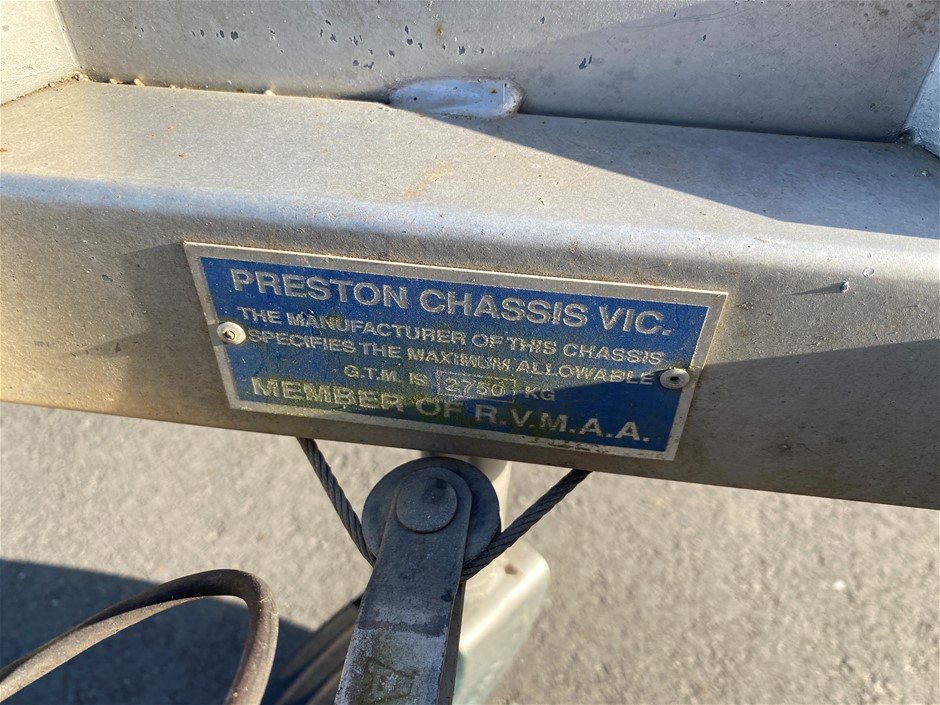 PRESTON CHASSIS VIC.
THE MANUFACTURER OF THIS CHASSIS
SPECIFIES THE MAXIMUM ALLOWABLE
G.T.M. IS 2750 KG
MEMBER OF R.V.M.A.A.